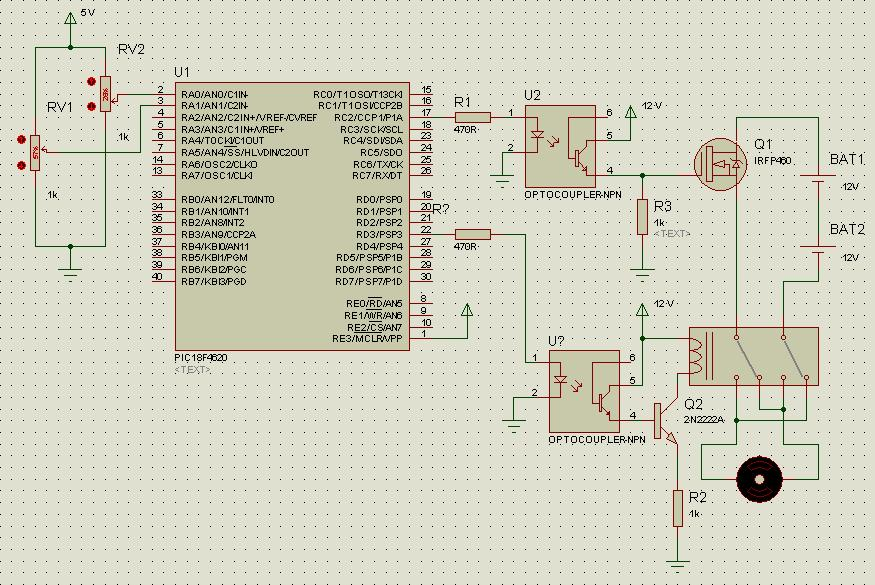 5V
RV2
RV1
28%
57%
1k
1k
U1
2 RA0/AN0/C1IN- RC0/T1OSO/T13CKI 15
3 RA1/AN1/C2IN- RC1/T1OSI/CCP2B 16
4 RA2/AN2/C2IN+/VREF-/CVREF RC2/CCP1/P1A 17
5 RA3/AN3/C1IN+/VREF+ RC3/SCK/SCL 18
6 RA4/T0CKI/C1OUT RC4/SDI/SDA 23
7 RA5/AN4/SS/HLVDIN/C2OUT RC5/SDO 24
14 RA6/OSC2/CLKO RC6/TX/CK 25
13 RA7/OSC1/CLKI RC7/RX/DT 26
33 RB0/AN12/FLT0/INT0 RD0/PSP0 19
34 RB1/AN10/INT1 RD1/PSP1 20
35 RB2/AN8/INT2 RD2/PSP2 21
36 RB3/AN9/CCP2A RD3/PSP3 22
37 RB4/KBI0/AN11 RD4/PSP4 27
38 RB5/KBI1/PGM RD5/PSP5/P1B 28
39 RB6/KBI2/PGC RD6/PSP6/P1C 29
40 RB7/KBI3/PGD RD7/PSP7/P1D 30
RE0/RD/AN5 8
RE1/WR/AN6 9
RE2/CS/AN7 10
RE3/MCLR/VPP 1
PIC18F4620
<TEXT>
R1
470R
R?
470R
U2
1
2
6
5
4
OPTOCOUPLER-NPN
12-V
R3
1k
<TEXT>
Q1
IRFP460
BAT1
12V
BAT2
12V
U?
1
2
6
5
4
OPTOCOUPLER-NPN
12-V
Q2
2N2222A
R2
1k